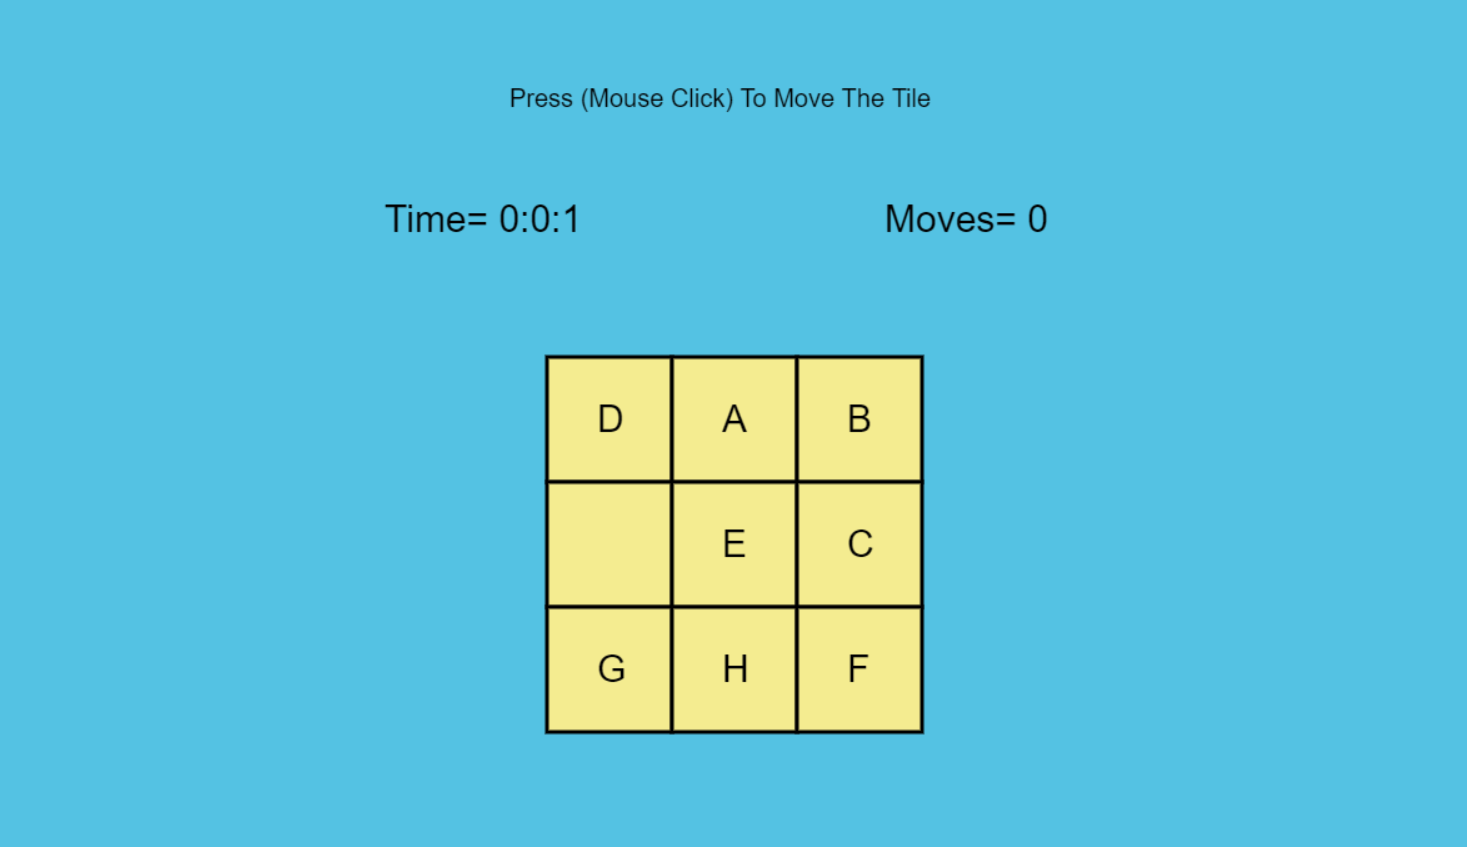 Press (Mouse Click) To Move The Tile
Time= 0:0:1 Moves= 0
D A B
E C
G H F